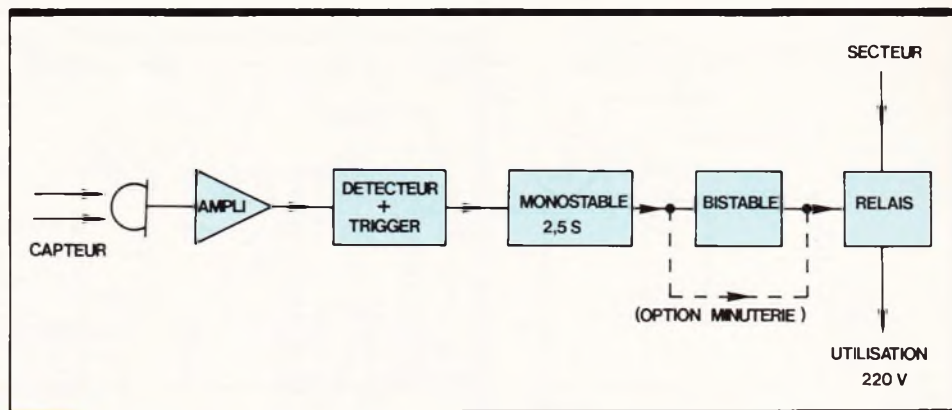 SECTEUR
CAPTEUR
AMPLI
DETECTEUR
+
TRIGGER
MONOSTABLE
2,5 S
BISTABLE
RELAIS
(OPTION MINUTERIE)
UTILISATION
220 V